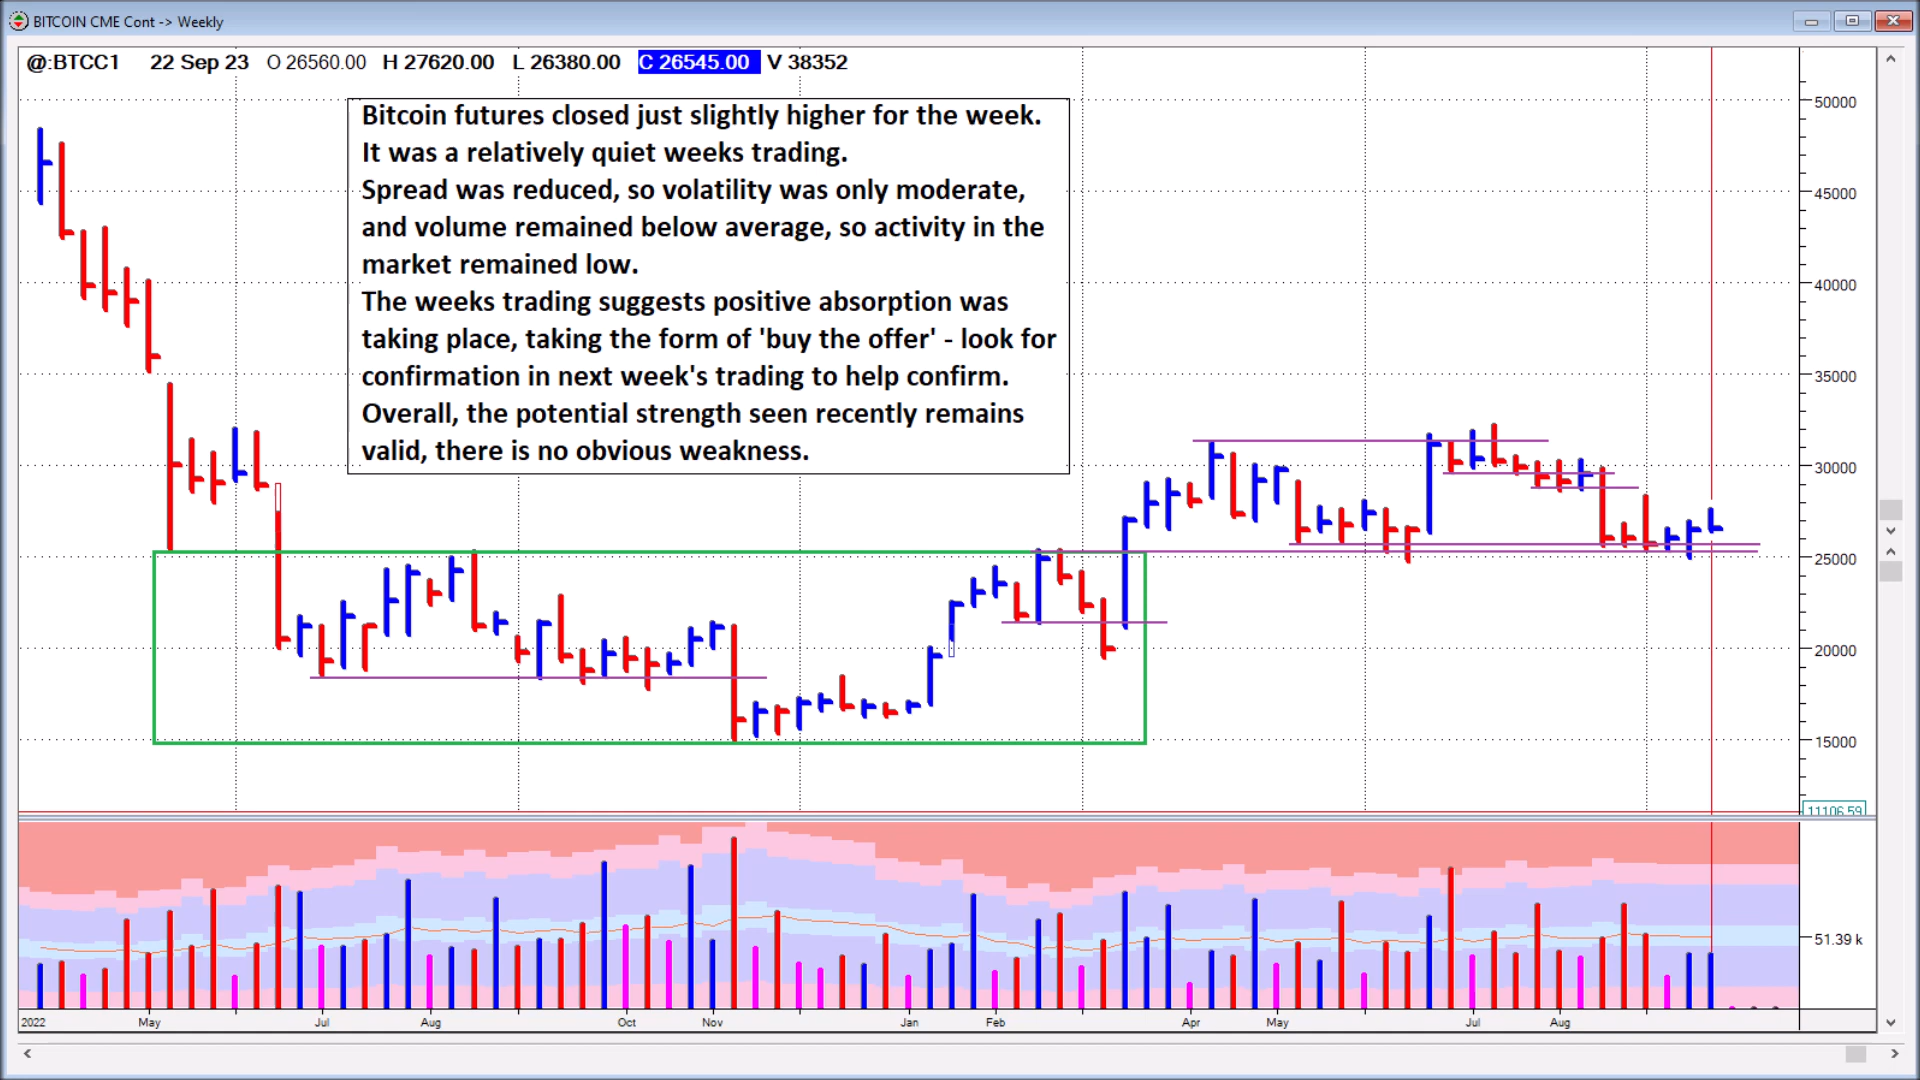 BITCOIN CME Cont -> Weekly
@:BTCC1 22 Sep 23 O 26560.00 H 27620.00 L 26380.00 C 26545.00 V 38352
Bitcoin futures closed just slightly higher for the week.
It was a relatively quiet weeks trading.
Spread was reduced, so volatility was only moderate,
and volume remained below average, so activity in the
market remained low.
The weeks trading suggests positive absorption was
taking place, taking the form of 'buy the offer' - look for
confirmation in next week's trading to help confirm.
Overall, the potential strength seen recently remains
valid, there is no obvious weakness.
50000
45000
40000
35000
30000
25000
20000
15000
11106.59
51.39 k
2022 May Jul Aug Oct Nov Jan Feb Apr May Jul Aug